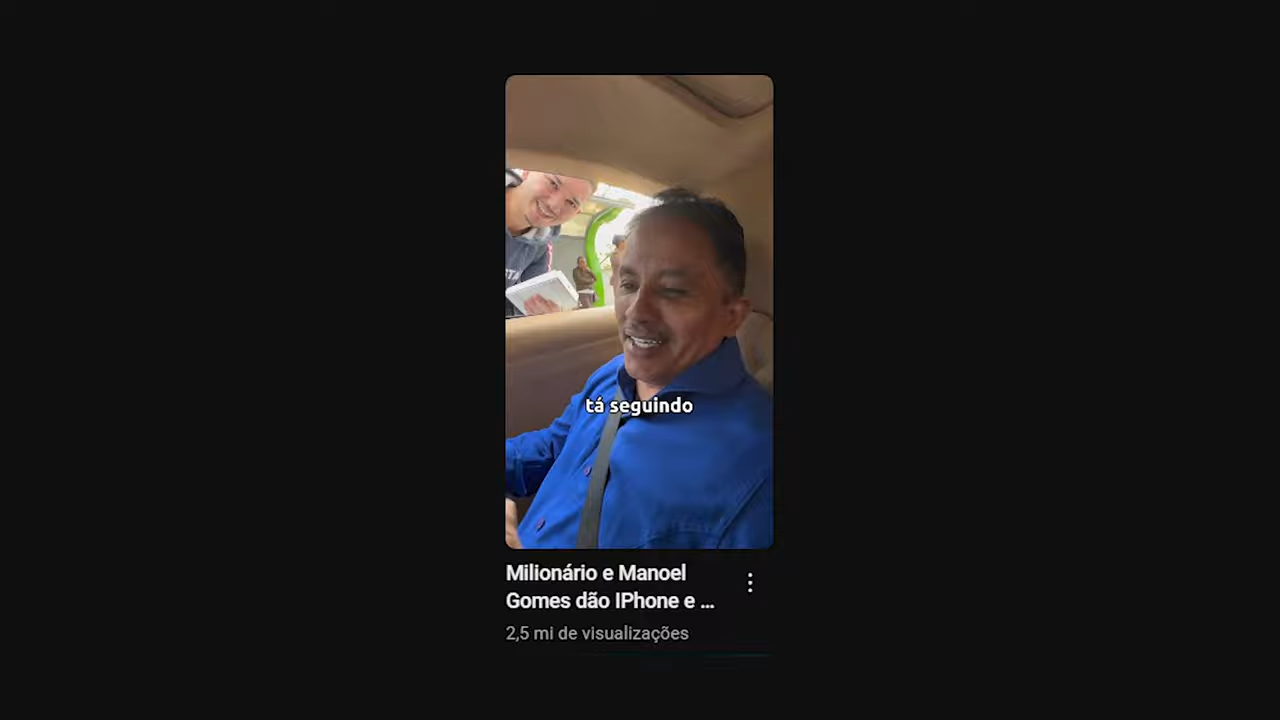 tá seguindo
Milionário e Manoel
Gomes dão IPhone e ...
2,5 mi de visualizações